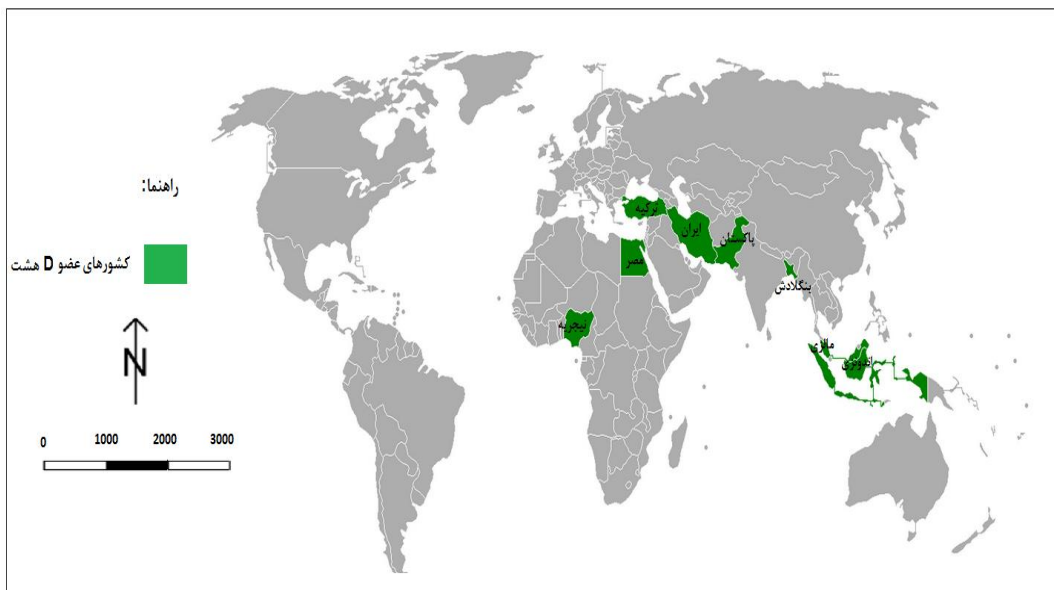 راهنما:
کشورهای عضو D هشت
N
0 1000 2000 3000
ترکیه
ایران
پاکستان
مصر
بنگلادش
نیجریه
مالزی
اندونزی